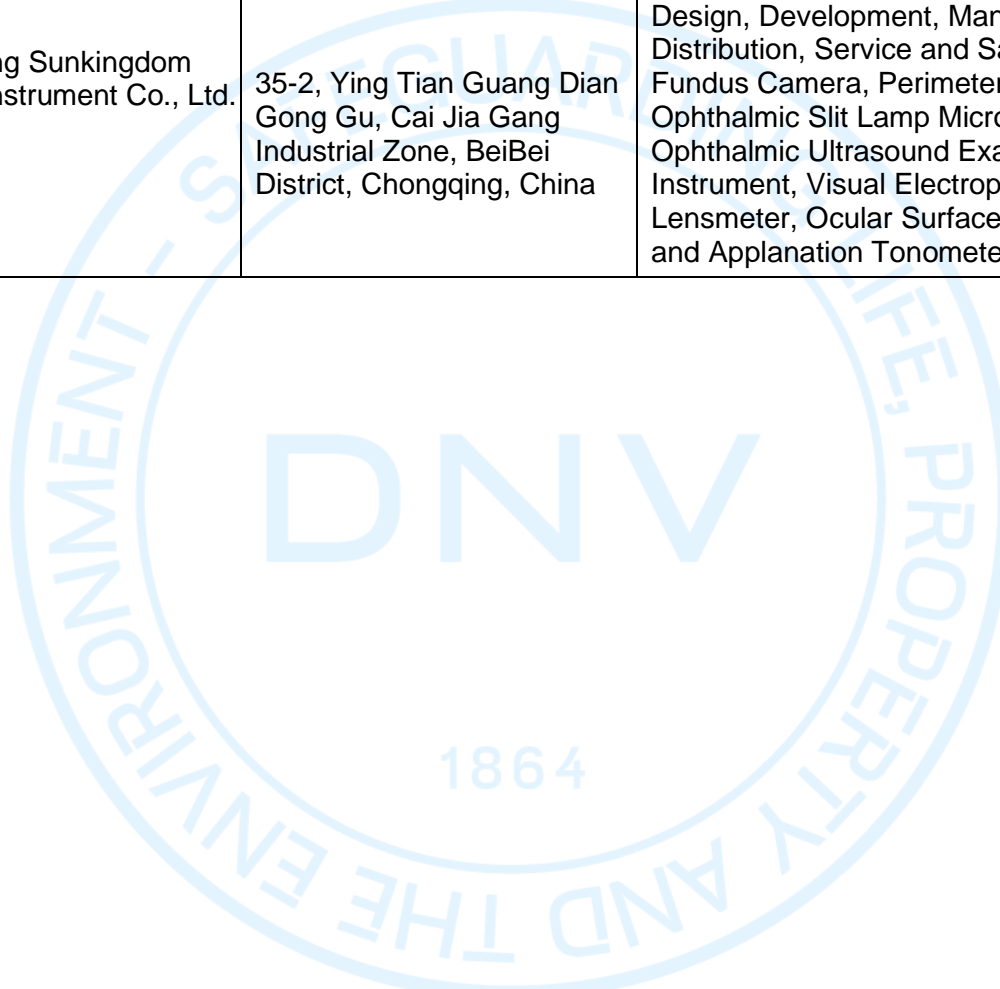 ng Sunkingdom
nstrument Co., Ltd.
35-2, Ying Tian Guang Dian
Gong Gu, Cai Jia Gang
Industrial Zone, BeiBei
District, Chongqing, China
Design, Development, Man
Distribution, Service and Sa
Fundus Camera, Perimeter
Ophthalmic Slit Lamp Micro
Ophthalmic Ultrasound Exa
Instrument, Visual Electrop
Lensmeter, Ocular Surface
and Applanation Tonomete
SAFEGUARDING LIFE, PROPERTY AND THE ENVIRONMENT –
DNV
1864